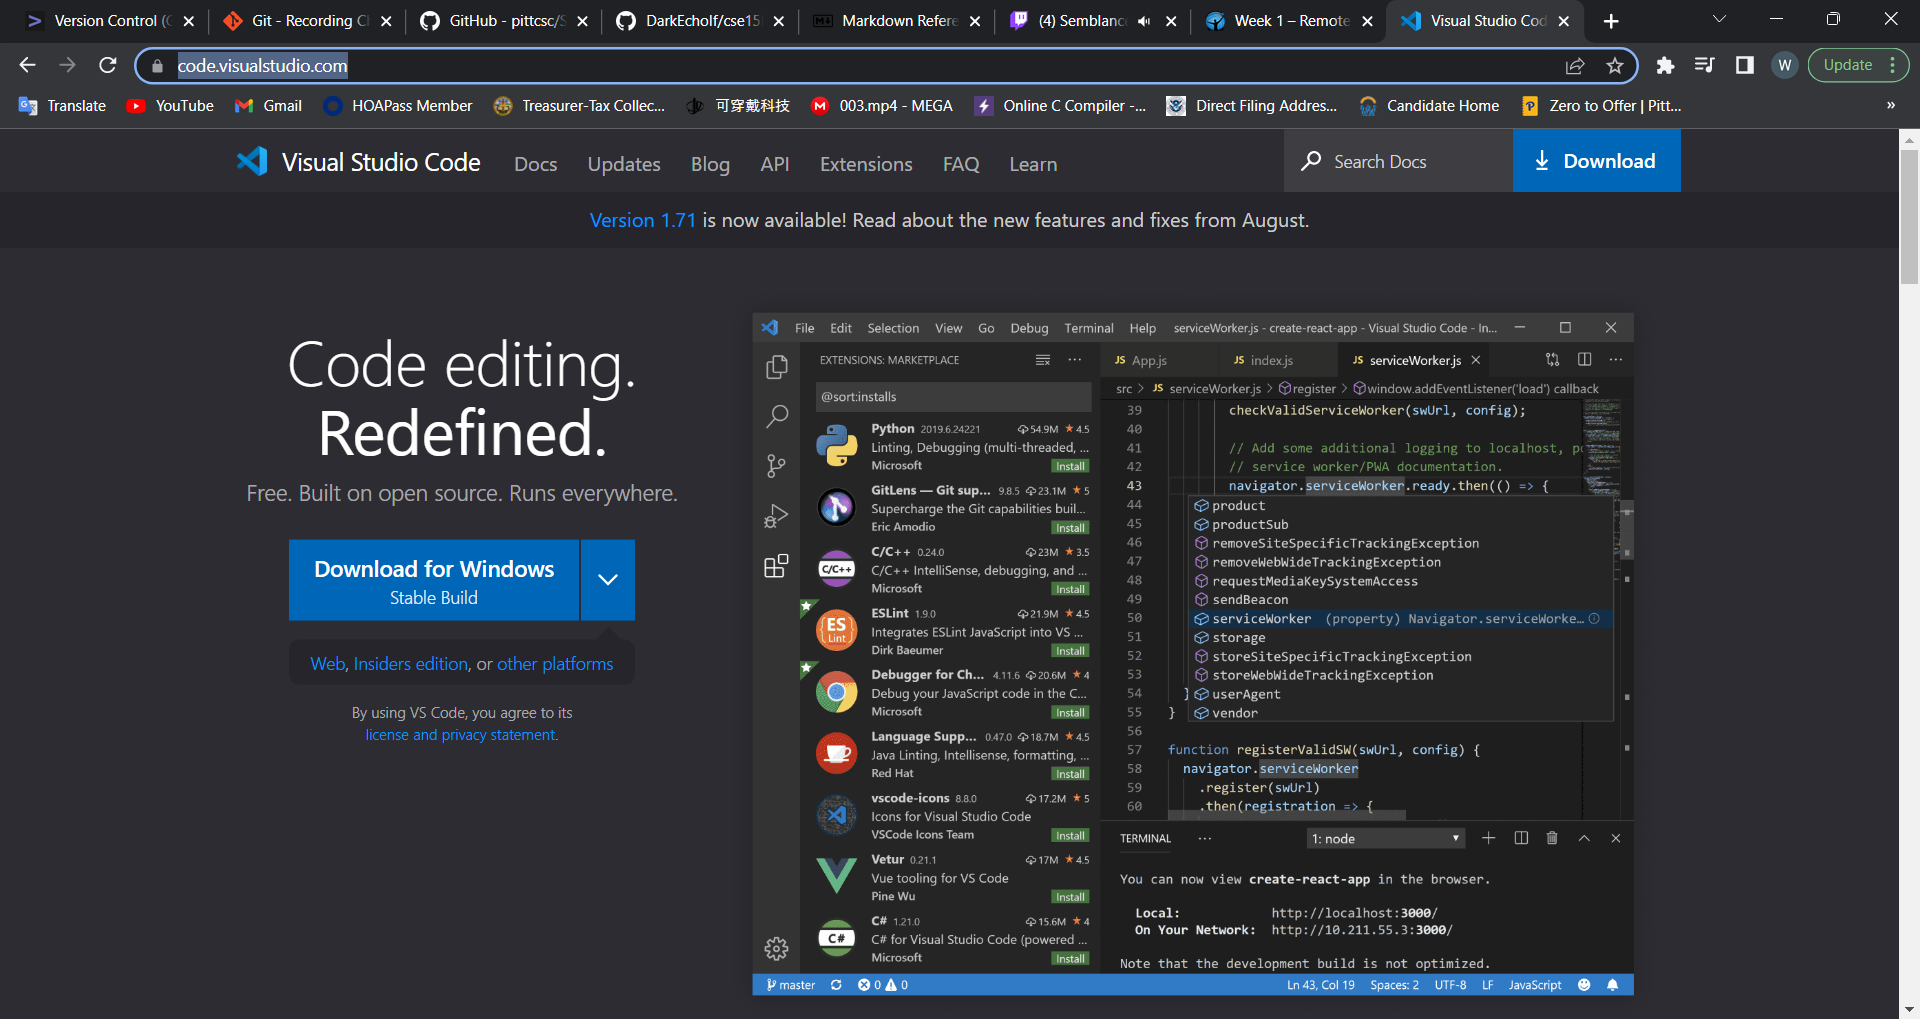 Version Control (
Git - Recording C
GitHub - pittcsc/S
DarkEcholf/cse15
Markdown Refere
(4) Semblanc
Week 1 – Remote
Visual Studio Cod
code.visualstudio.com
W
Update
Translate
YouTube
Gmail
HOAPass Member
Treasurer-Tax Collec...
可穿戴科技
003.mp4 - MEGA
Online C Compiler -...
Direct Filing Addres...
Candidate Home
Zero to Offer | Pitt...
»
Visual Studio Code
Docs
Updates
Blog
API
Extensions
FAQ
Learn
Search Docs
Download
Version 1.71 is now available! Read about the new features and fixes from August.
Code editing.
Redefined.
Free. Built on open source. Runs everywhere.
Download for Windows
Stable Build
Web, Insiders edition, or other platforms
By using VS Code, you agree to its
license and privacy statement.
File Edit Selection View Go Debug Terminal Help serviceWorker.js - create-react-app - Visual Studio Code - In...
EXTENSIONS: MARKETPLACE
@sort:installs
Python 2019.6.24221 54.9M ★ 4.5
Linting, Debugging (multi-threaded, ...
Microsoft Install
GitLens — Git sup... 9.8.5 23.1M ★ 5
Supercharge the Git capabilities buil...
Eric Amodio Install
C/C++ 0.24.0 23M ★ 3.5
C/C++
C/C++ IntelliSense, debugging, and ...
Microsoft Install
ESLint 1.9.0 21.9M ★ 4.5
ES
Lint
Integrates ESLint JavaScript into VS ...
Dirk Baeumer Install
Debugger for Ch... 4.11.6 20.6M ★ 4
Debug your JavaScript code in the C...
Microsoft Install
Language Supp... 0.47.0 18.7M ★ 4.5
Java Linting, Intellisense, formatting, ...
Red Hat Install
vscode-icons 8.8.0 17.2M ★ 5
Icons for Visual Studio Code
VSCode Icons Team Install
Vetur 0.21.1 17M ★ 4.5
Vue tooling for VS Code
Pine Wu Install
C# 1.21.0 15.6M ★ 4
C#
C# for Visual Studio Code (powered ...
Microsoft Install
JS App.js
JS index.js
JS serviceWorker.js
src > JS serviceWorker.js > register > window.addEventListener('load') callback
39 checkValidServiceWorker(swUrl, config);
40
41 // Add some additional logging to localhost, p
42 // service worker/PWA documentation.
43 navigator.serviceWorker.ready.then(() => {
44 product
45 productSub
46 removeSiteSpecificTrackingException
47 removeWebWideTrackingException
48 requestMediaKeySystemAccess
49 sendBeacon
50 serviceWorker (property) Navigator.serviceWorke...
51 storage
52 storeSiteSpecificTrackingException
53 storeWebWideTrackingException
54 } userAgent
55 } vendor
56
57 function registerValidSW(swUrl, config) {
58 navigator.serviceWorker
59 .register(swUrl)
60 .then(registration => {
TERMINAL ... 1: node
You can now view create-react-app in the browser.
Local: http://localhost:3000/
On Your Network: http://10.211.55.3:3000/
Note that the development build is not optimized.
master 0 0 Ln 43, Col 19 Spaces: 2 UTF-8 LF JavaScript